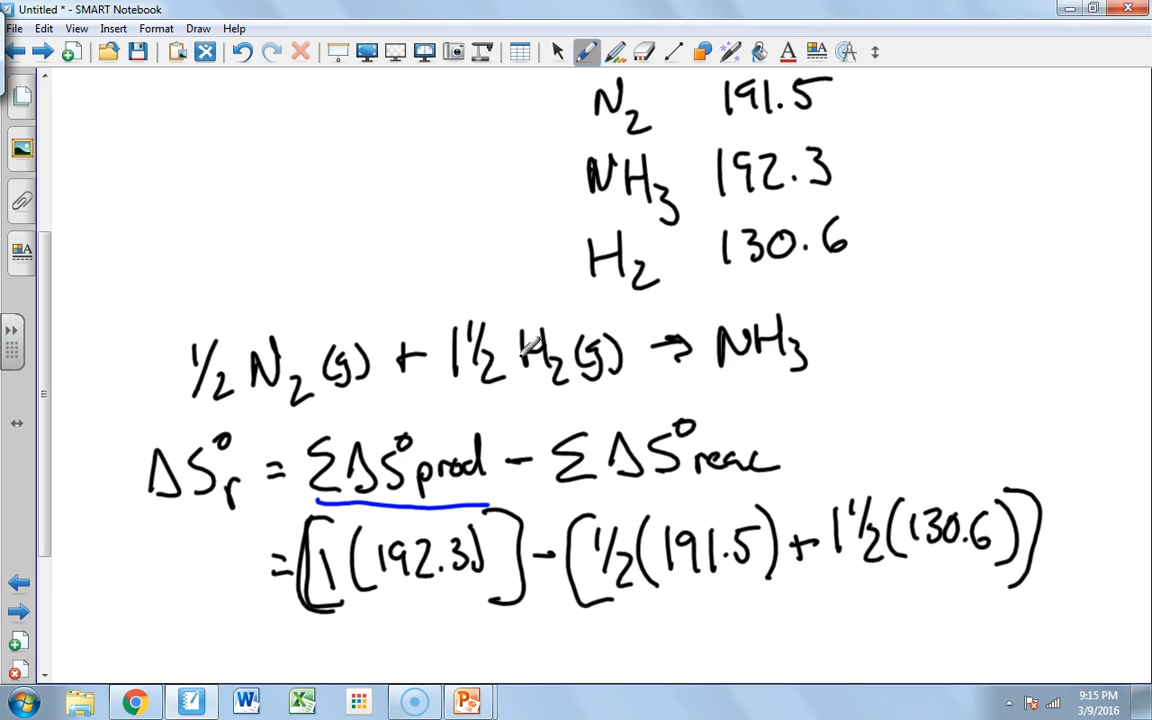 Untitled * - SMART Notebook
File Edit View Insert Format Draw Help
N₂ 191.5
NH₃ 192.3
H₂ 130.6
½ N₂ (g) + 1½ H₂(g) → NH₃
ΔS°r = ΣΔS°prod - ΣΔS°reac
= [1(192.3)] - [½(191.5) + 1½(130.6)]
9:15 PM
3/9/2016